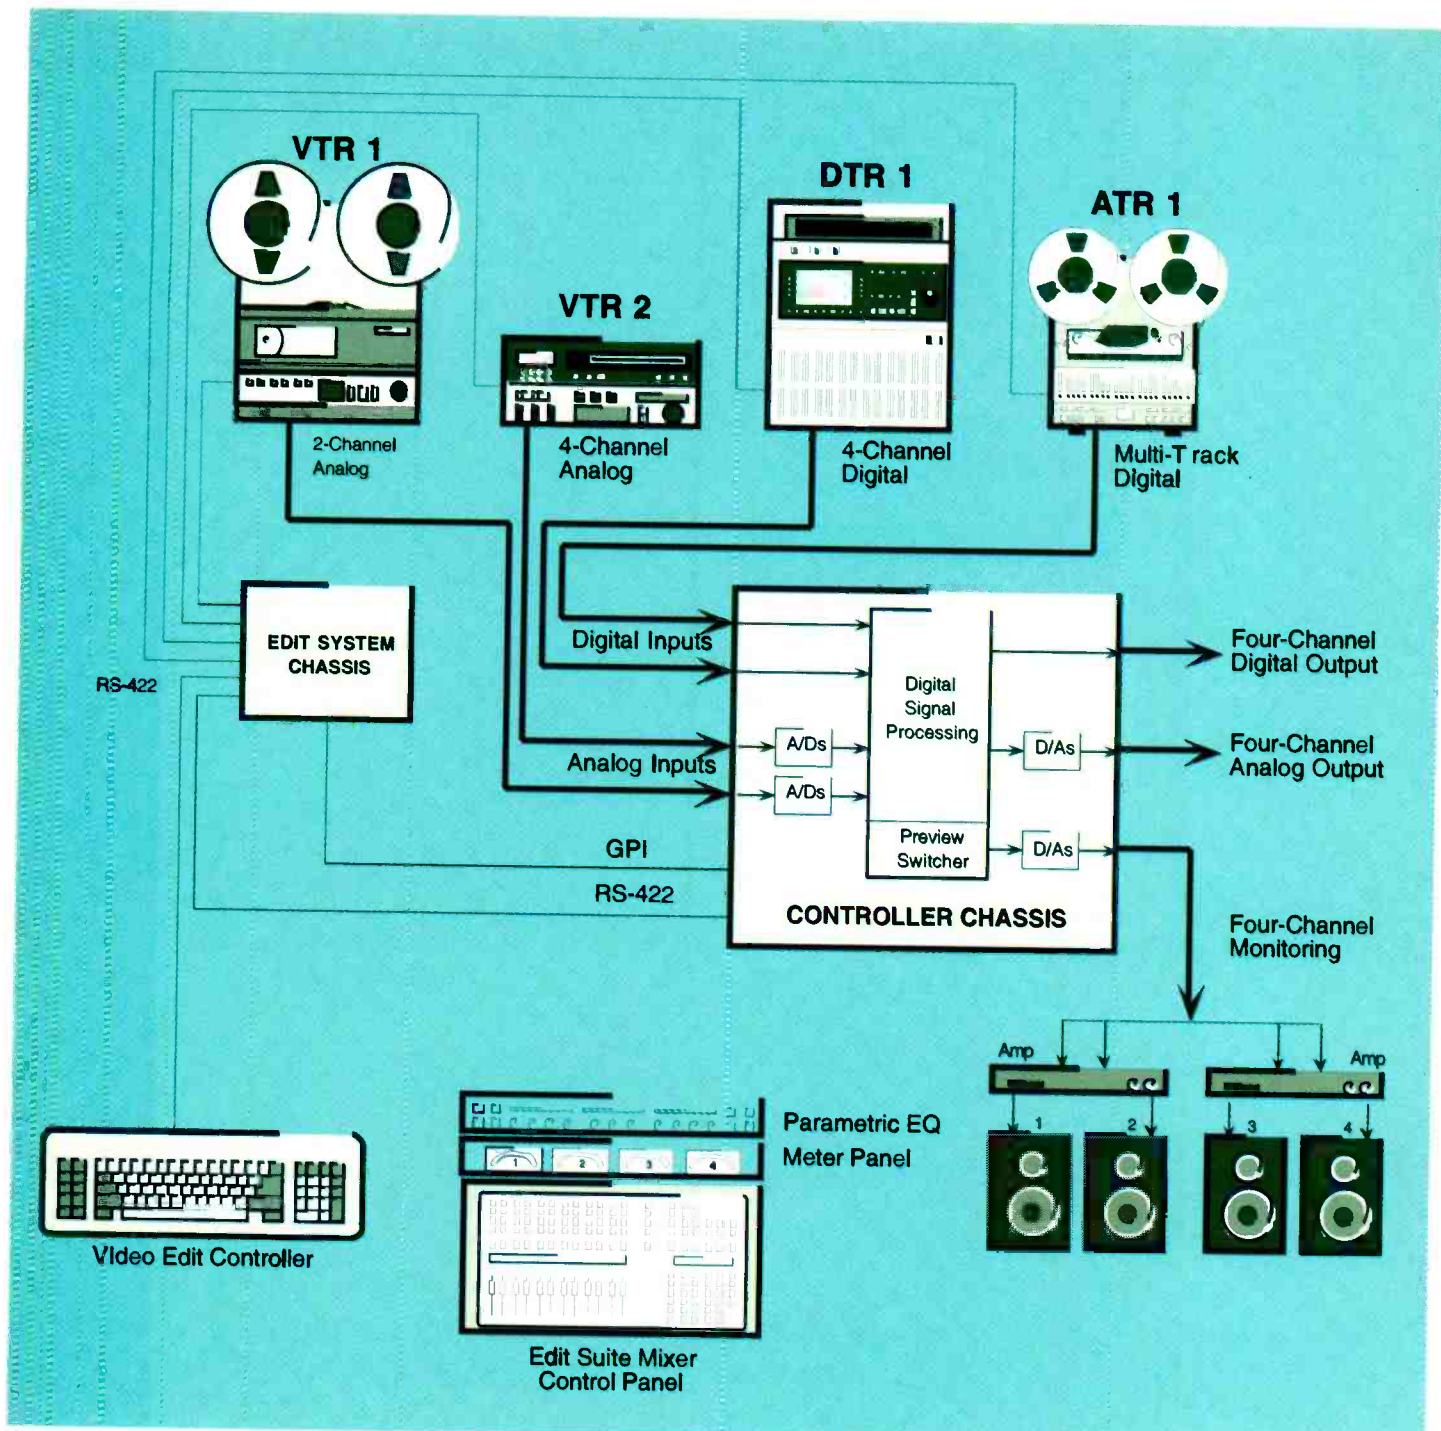 VTR 1
DTR 1
ATR 1
VTR 2
2-Channel
Analog
4-Channel
Analog
4-Channel
Digital
Multi-T rack
Digital
EDIT SYSTEM
CHASSIS
RS-422
Digital Inputs
Analog Inputs
GPI
RS-422
A/Ds
A/Ds
Digital
Signal
Processing
Preview
Switcher
D/As
D/As
CONTROLLER CHASSIS
Four-Channel
Digital Output
Four-Channel
Analog Output
Four-Channel
Monitoring
Amp
Amp
1
2
3
4
Parametric EQ
Meter Panel
1
2
3
4
Video Edit Controller
Edit Suite Mixer
Control Panel